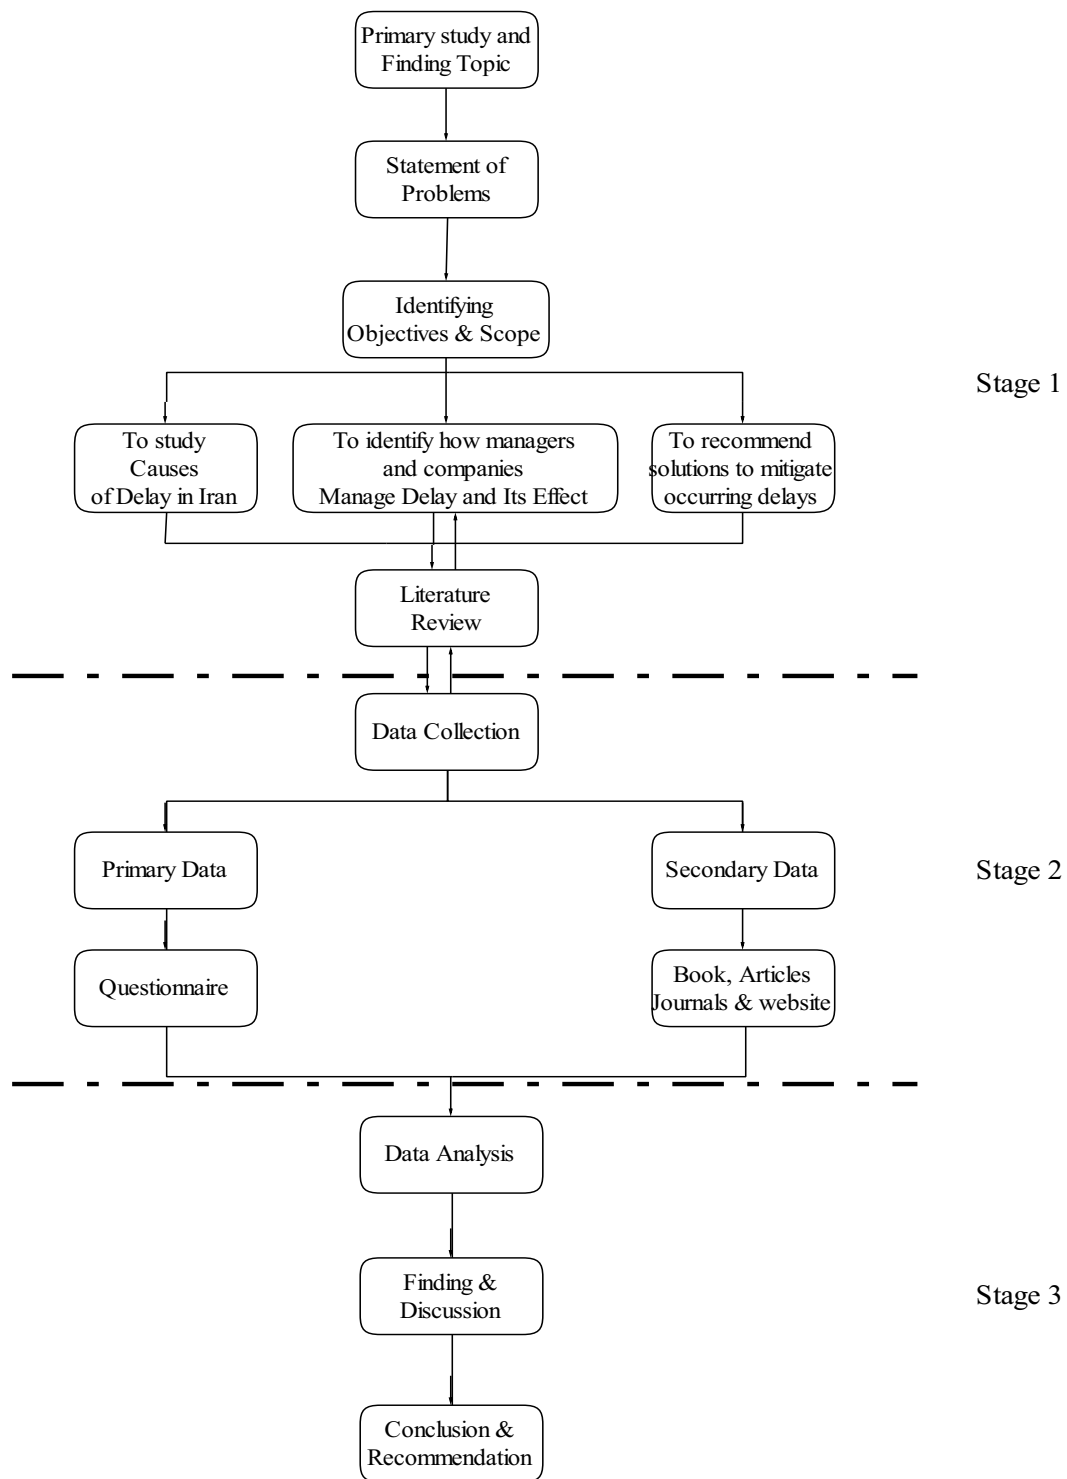 Primary study and
Finding Topic
Statement of
Problems
Identifying
Objectives & Scope
Stage 1
To study
Causes
of Delay in Iran
To identify how managers
and companies
Manage Delay and Its Effect
To recommend
solutions to mitigate
occurring delays
Literature
Review
Data Collection
Primary Data
Secondary Data
Stage 2
Questionnaire
Book, Articles
Journals & website
Data Analysis
Finding &
Discussion
Stage 3
Conclusion &
Recommendation